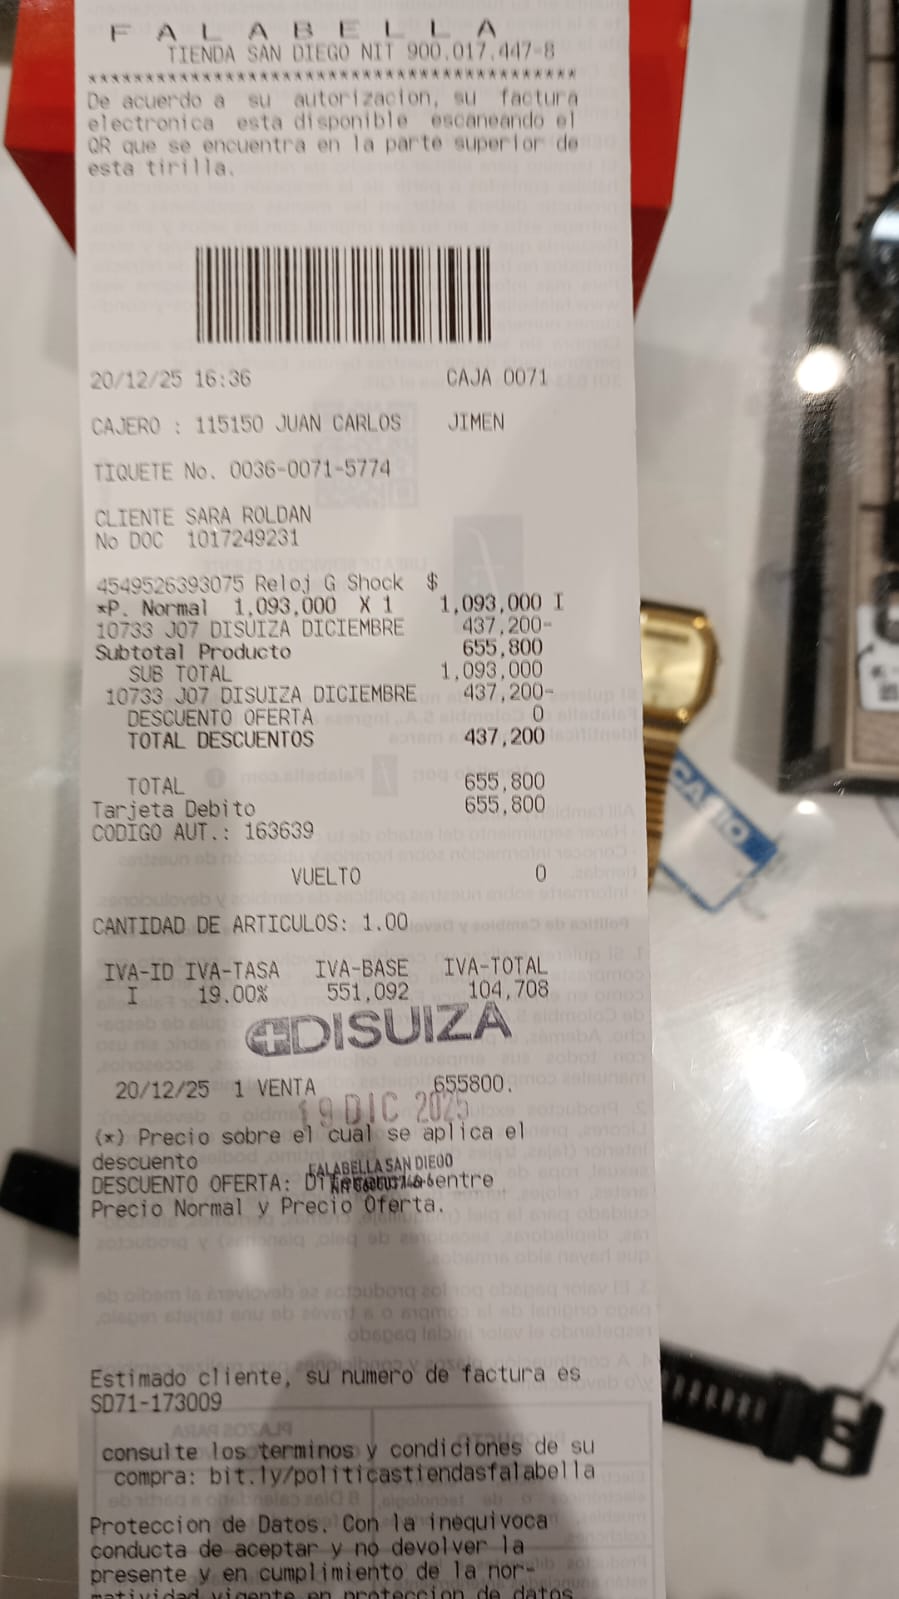 F A L A B E L L A
TIENDA SAN DIEGO NIT 900.017.447-8
******************************************
De acuerdo a su autorizacion, su factura
electronica esta disponible escaneando el
QR que se encuentra en la parte superior de
esta tirilla.
20/12/25 16:36 CAJA 0071
CAJERO : 115150 JUAN CARLOS JIMEN
TIQUETE No. 0036-0071-5774
CLIENTE SARA ROLDAN
No DOC 1017249231
4549526393075 Reloj G Shock $
*P. Normal 1,093,000 X 1 1,093,000 I
10733 J07 DISUIZA DICIEMBRE 437,200-
Subtotal Producto 655,800
SUB TOTAL 1,093,000
10733 J07 DISUIZA DICIEMBRE 437,200-
DESCUENTO OFERTA 0
TOTAL DESCUENTOS 437,200
TOTAL 655,800
Tarjeta Debito 655,800
CODIGO AUT.: 163639
VUELTO 0
CANTIDAD DE ARTICULOS: 1.00
IVA-ID IVA-TASA IVA-BASE IVA-TOTAL
I 19.00% 551,092 104,708
DISUIZA
20/12/25 1 VENTA 655800.
19 DIC 2025
(*) Precio sobre el cual se aplica el
descuento
FALABELLA SAN DIEGO
DESCUENTO OFERTA: entre
Precio Normal y Precio Oferta.
Estimado cliente, su numero de factura es
SD71-173009
consulte los terminos y condiciones de su
compra: bit.ly/politicastiendasfalabella
Proteccion de Datos. Con la inequivoca
conducta de aceptar y no devolver la
presente y en cumplimiento de la nor-
matividad vigente en proteccion de datos
CASIO